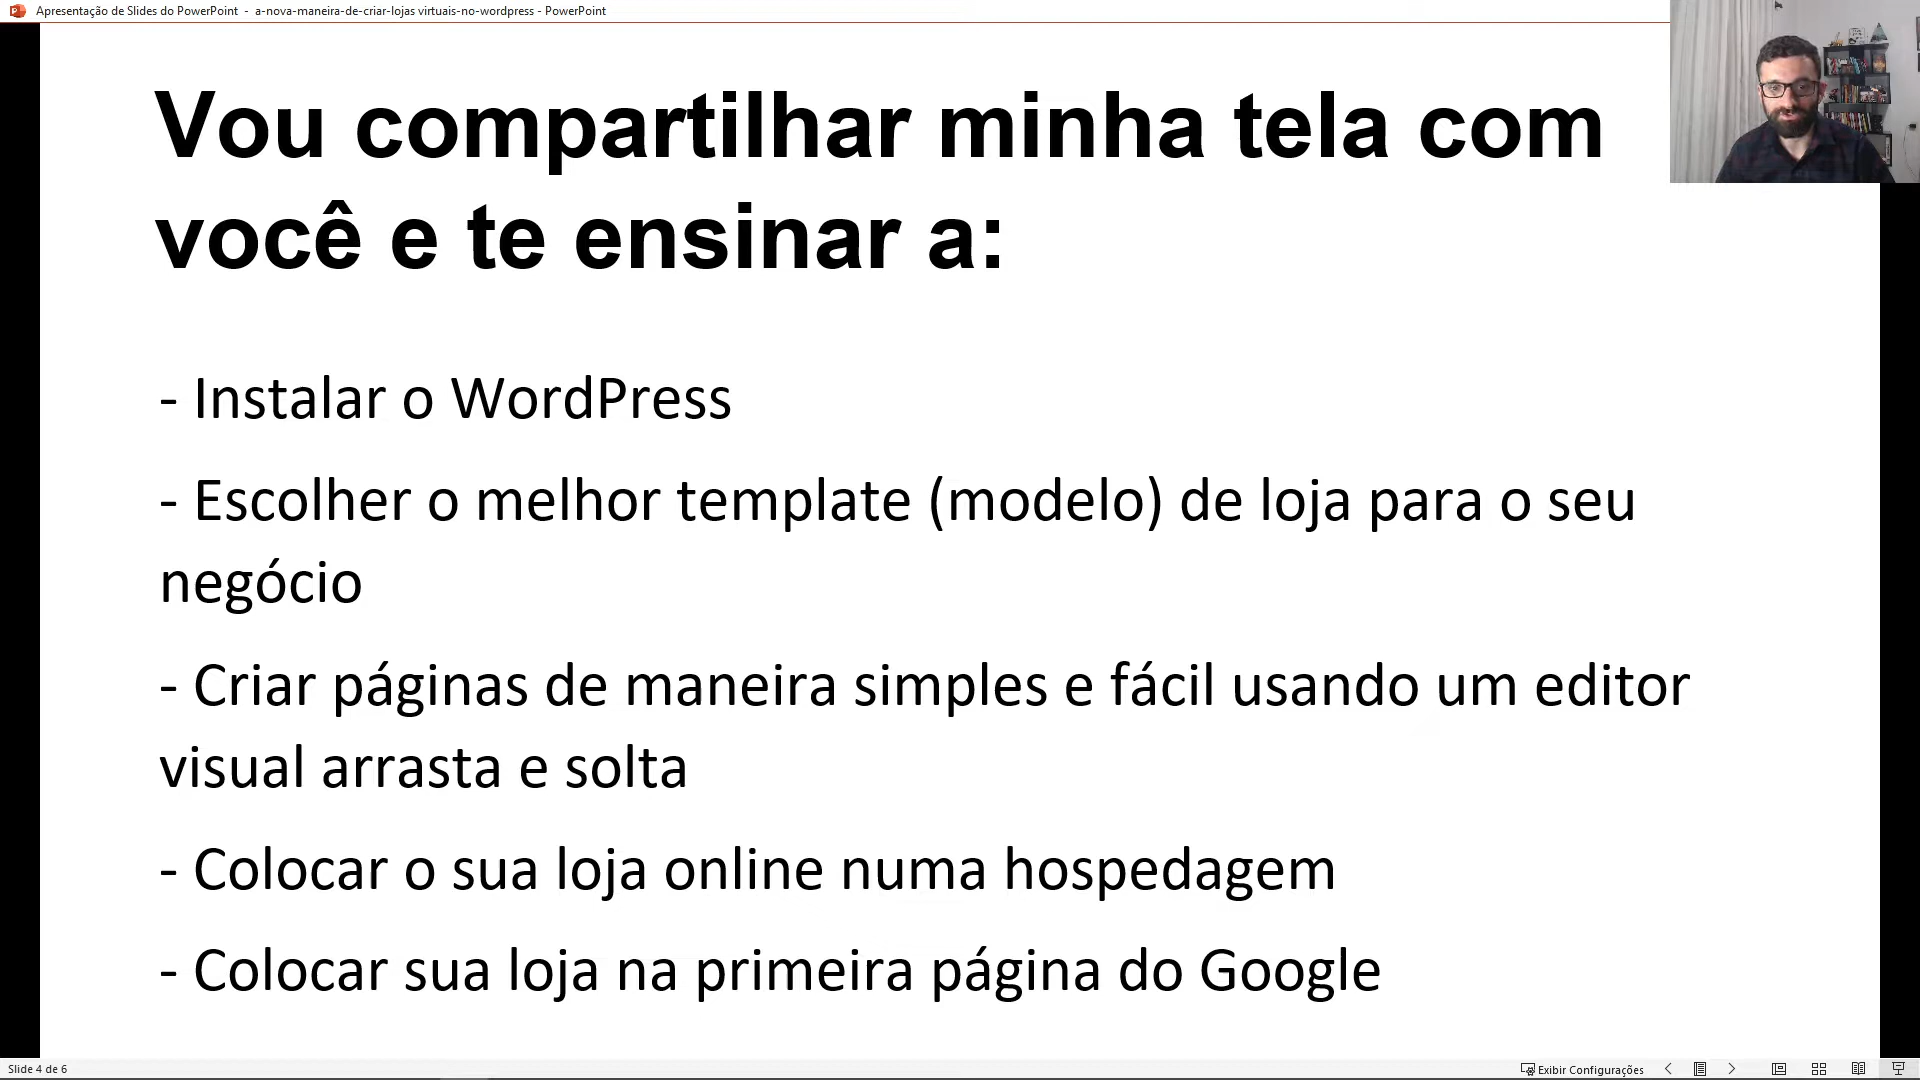 Apresentação de Slides do PowerPoint - a-nova-maneira-de-criar-lojas virtuais-no-wordpress - PowerPoint
Vou compartilhar minha tela com
você e te ensinar a:
- Instalar o WordPress
- Escolher o melhor template (modelo) de loja para o seu
negócio
- Criar páginas de maneira simples e fácil usando um editor
visual arrasta e solta
- Colocar o sua loja online numa hospedagem
- Colocar sua loja na primeira página do Google
Slide 4 de 6
Exibir Configurações